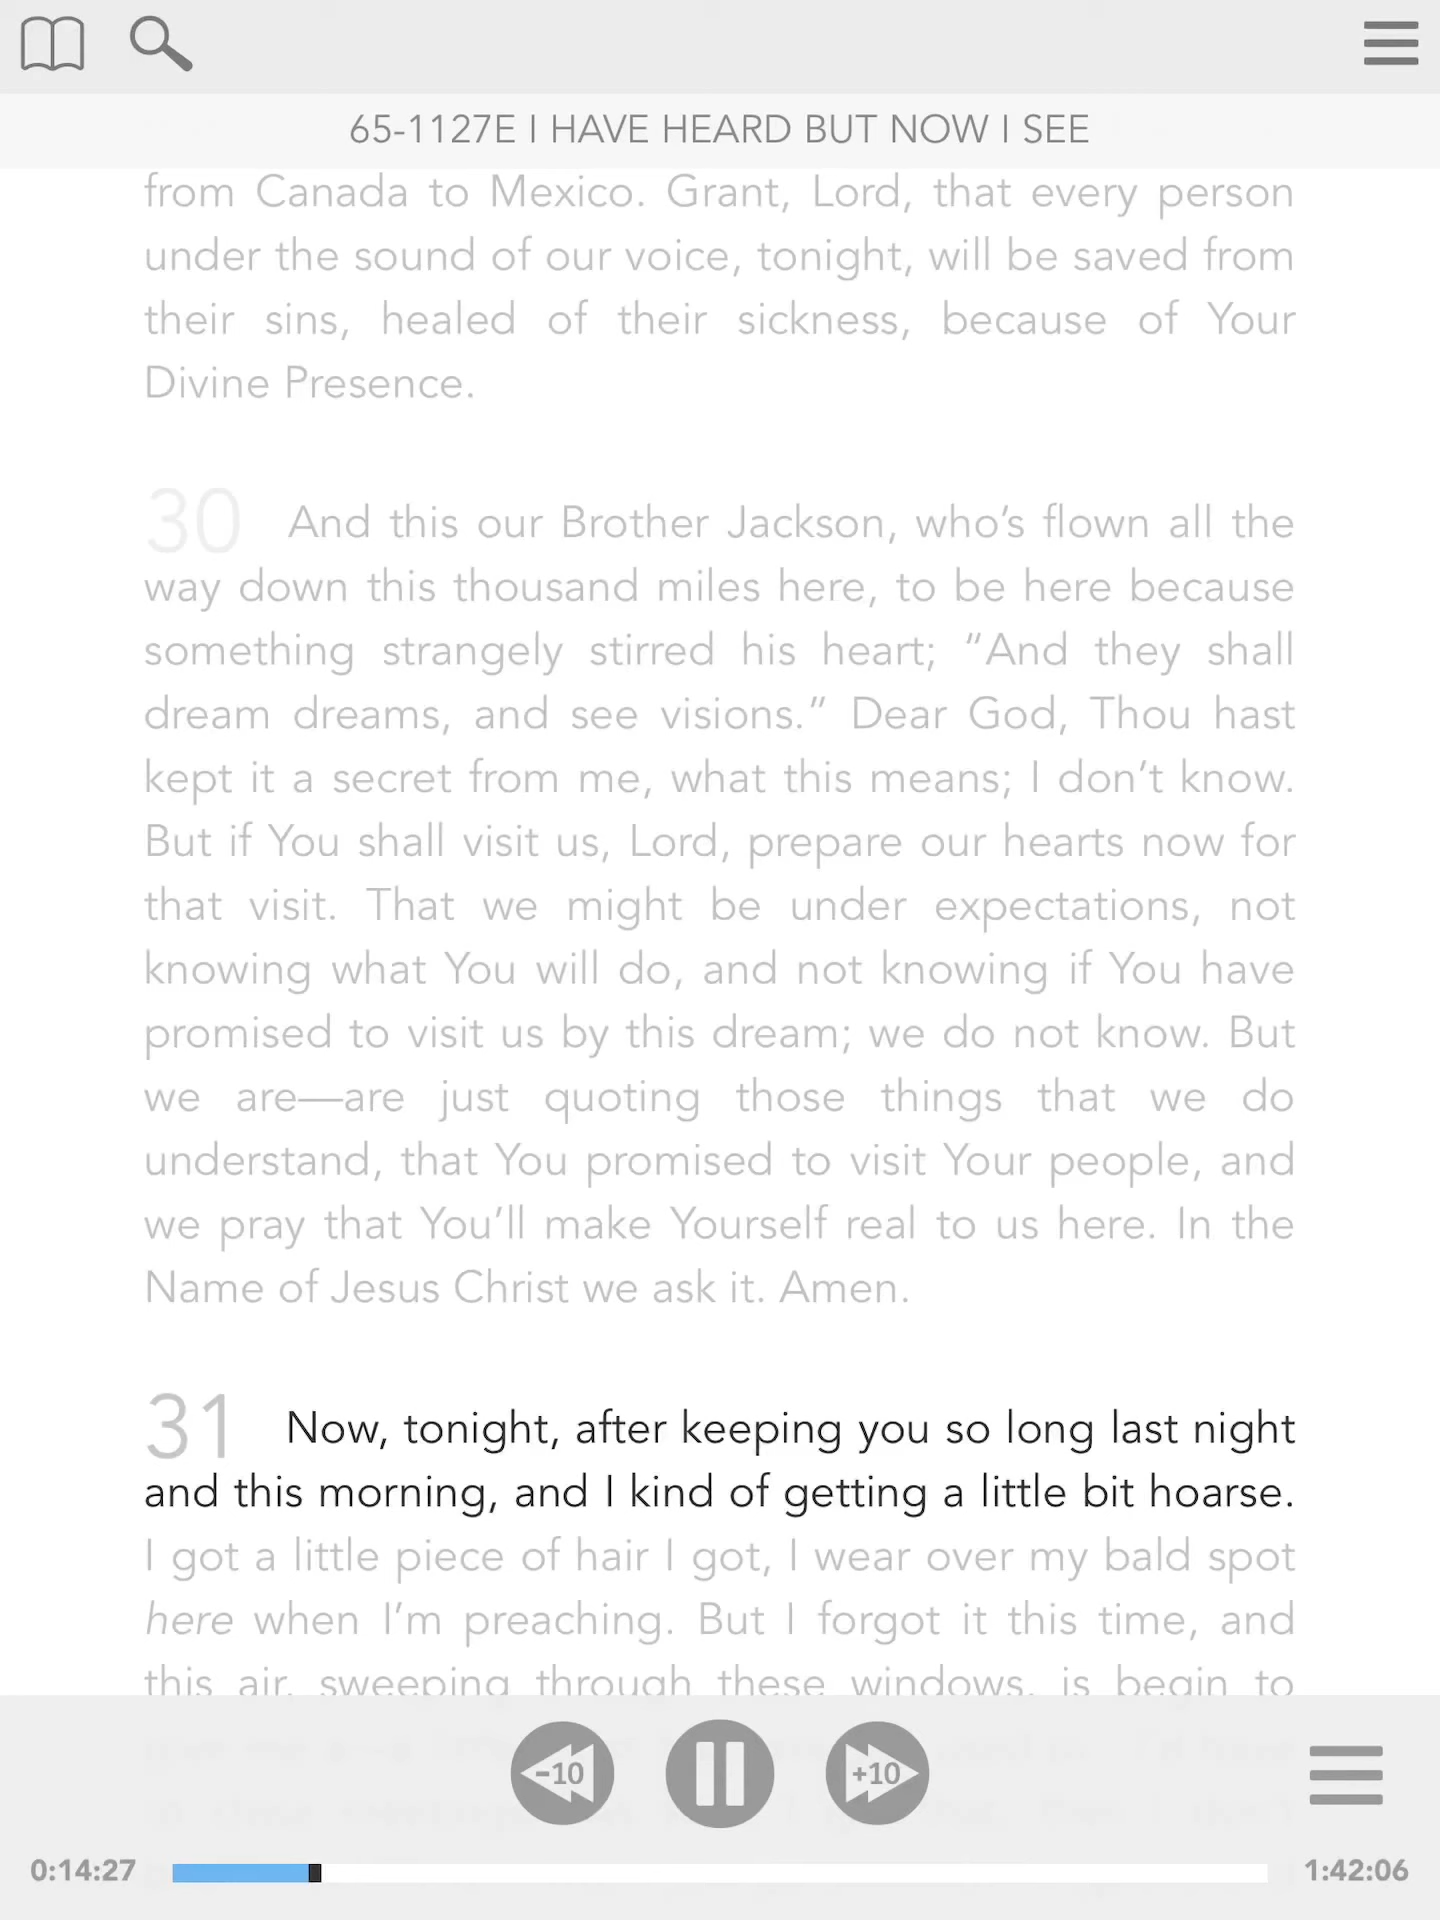 65-1127E I HAVE HEARD BUT NOW I SEE
from Canada to Mexico. Grant, Lord, that every person
under the sound of our voice, tonight, will be saved from
their sins, healed of their sickness, because of Your
Divine Presence.
30 And this our Brother Jackson, who’s flown all the
way down this thousand miles here, to be here because
something strangely stirred his heart; “And they shall
dream dreams, and see visions.” Dear God, Thou hast
kept it a secret from me, what this means; I don’t know.
But if You shall visit us, Lord, prepare our hearts now for
that visit. That we might be under expectations, not
knowing what You will do, and not knowing if You have
promised to visit us by this dream; we do not know. But
we are—are just quoting those things that we do
understand, that You promised to visit Your people, and
we pray that You’ll make Yourself real to us here. In the
Name of Jesus Christ we ask it. Amen.
31 Now, tonight, after keeping you so long last night
and this morning, and I kind of getting a little bit hoarse.
I got a little piece of hair I got, I wear over my bald spot
here when I’m preaching. But I forgot it this time, and
this air, sweeping through these windows, is begin to
-10 +10
0:14:27 1:42:06